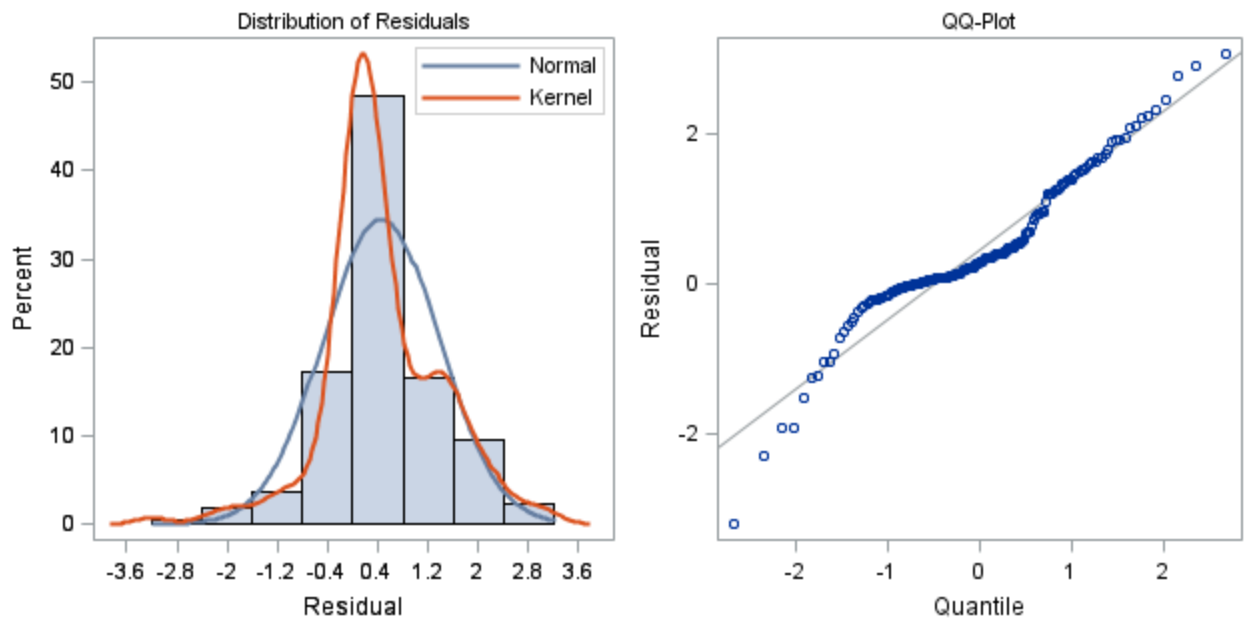 Distribution of Residuals
Normal
Kernel
50
40
30
20
10
0
Percent
-3.6 -2.8 -2 -1.2 -0.4 0.4 1.2 2 2.8 3.6
Residual
QQ-Plot
2
0
-2
Residual
-2 -1 0 1 2
Quantile